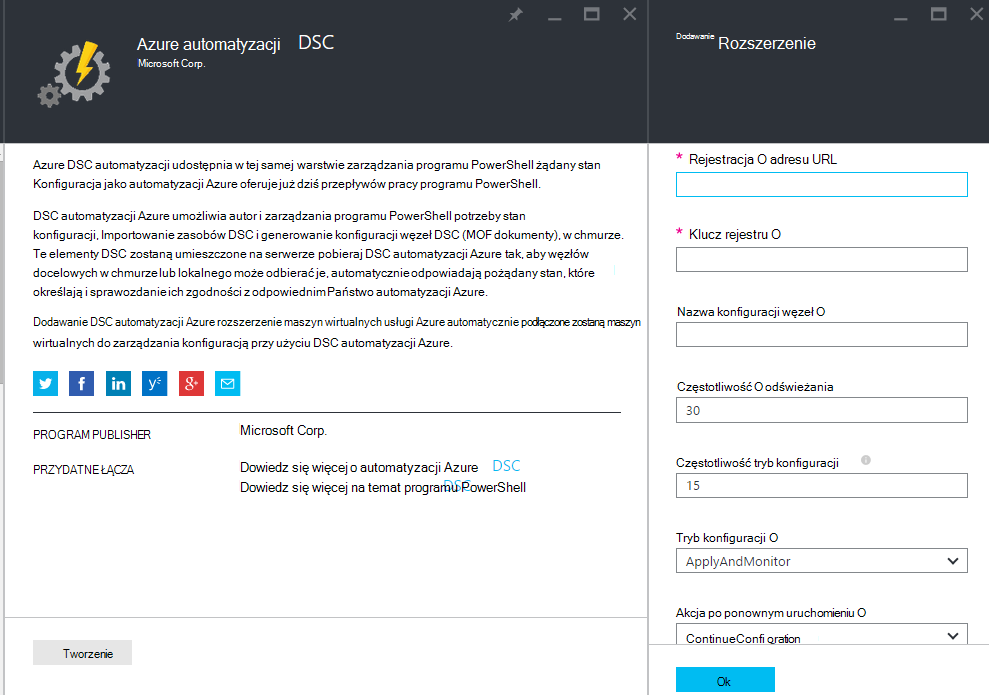 Azure automatyzacji DSC
Microsoft Corp.
Azure DSC automatyzacji udostępnia w tej samej warstwie zarządzania programu PowerShell żądany stan
Konfiguracja jako automatyzacji Azure oferuje już dziś przepływów pracy programu PowerShell.
DSC automatyzacji Azure umożliwia autor i zarządzania programu PowerShell potrzeby stan
konfiguracji, Importowanie zasobów DSC i generowanie konfiguracji węzeł DSC (MOF dokumenty), w chmurze.
Te elementy DSC zostaną umieszczone na serwerze pobieraj DSC automatyzacji Azure tak, aby węzłów
docelowych w chmurze lub lokalnego może odbierać je, automatycznie odpowiadają pożądany stan, które
określają i sprawozdanie ich zgodności z odpowiednim Państwo automatyzacji Azure.
Dodawanie DSC automatyzacji Azure rozszerzenie maszyn wirtualnych usługi Azure automatycznie podłączone zostaną maszyn
wirtualnych do zarządzania konfiguracją przy użyciu DSC automatyzacji Azure.
PROGRAM PUBLISHER Microsoft Corp.
PRZYDATNE ŁĄCZA Dowiedz się więcej o automatyzacji Azure DSC
Dowiedz się więcej na temat programu PowerShell DSC
Tworzenie
Dodawanie Rozszerzenie
* Rejestracja O adresu URL
* Klucz rejestru O
Nazwa konfiguracji węzeł O
Częstotliwość O odświeżania
30
Częstotliwość tryb konfiguracji
15
Tryb konfiguracji O
ApplyAndMonitor
Akcja po ponownym uruchomieniu O
ContinueConfigration
Ok